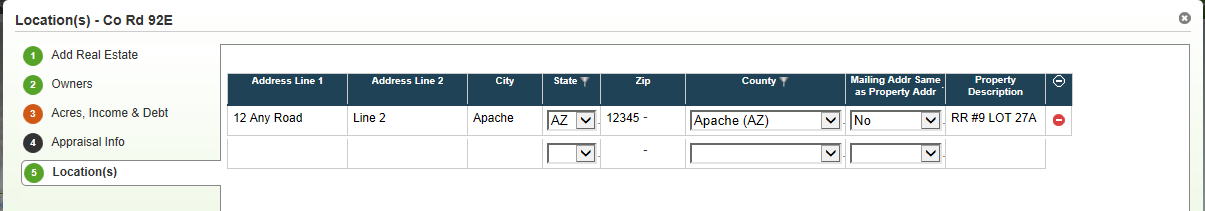 Location(s) - Co Rd 92E
1 Add Real Estate
2 Owners
3 Acres, Income & Debt
4 Appraisal Info
5 Location(s)
Address Line 1 Address Line 2 City State Zip County Mailing Addr Same as Property Addr Property Description
12 Any Road Line 2 Apache AZ 12345 - Apache (AZ) No RR #9 LOT 27A
-